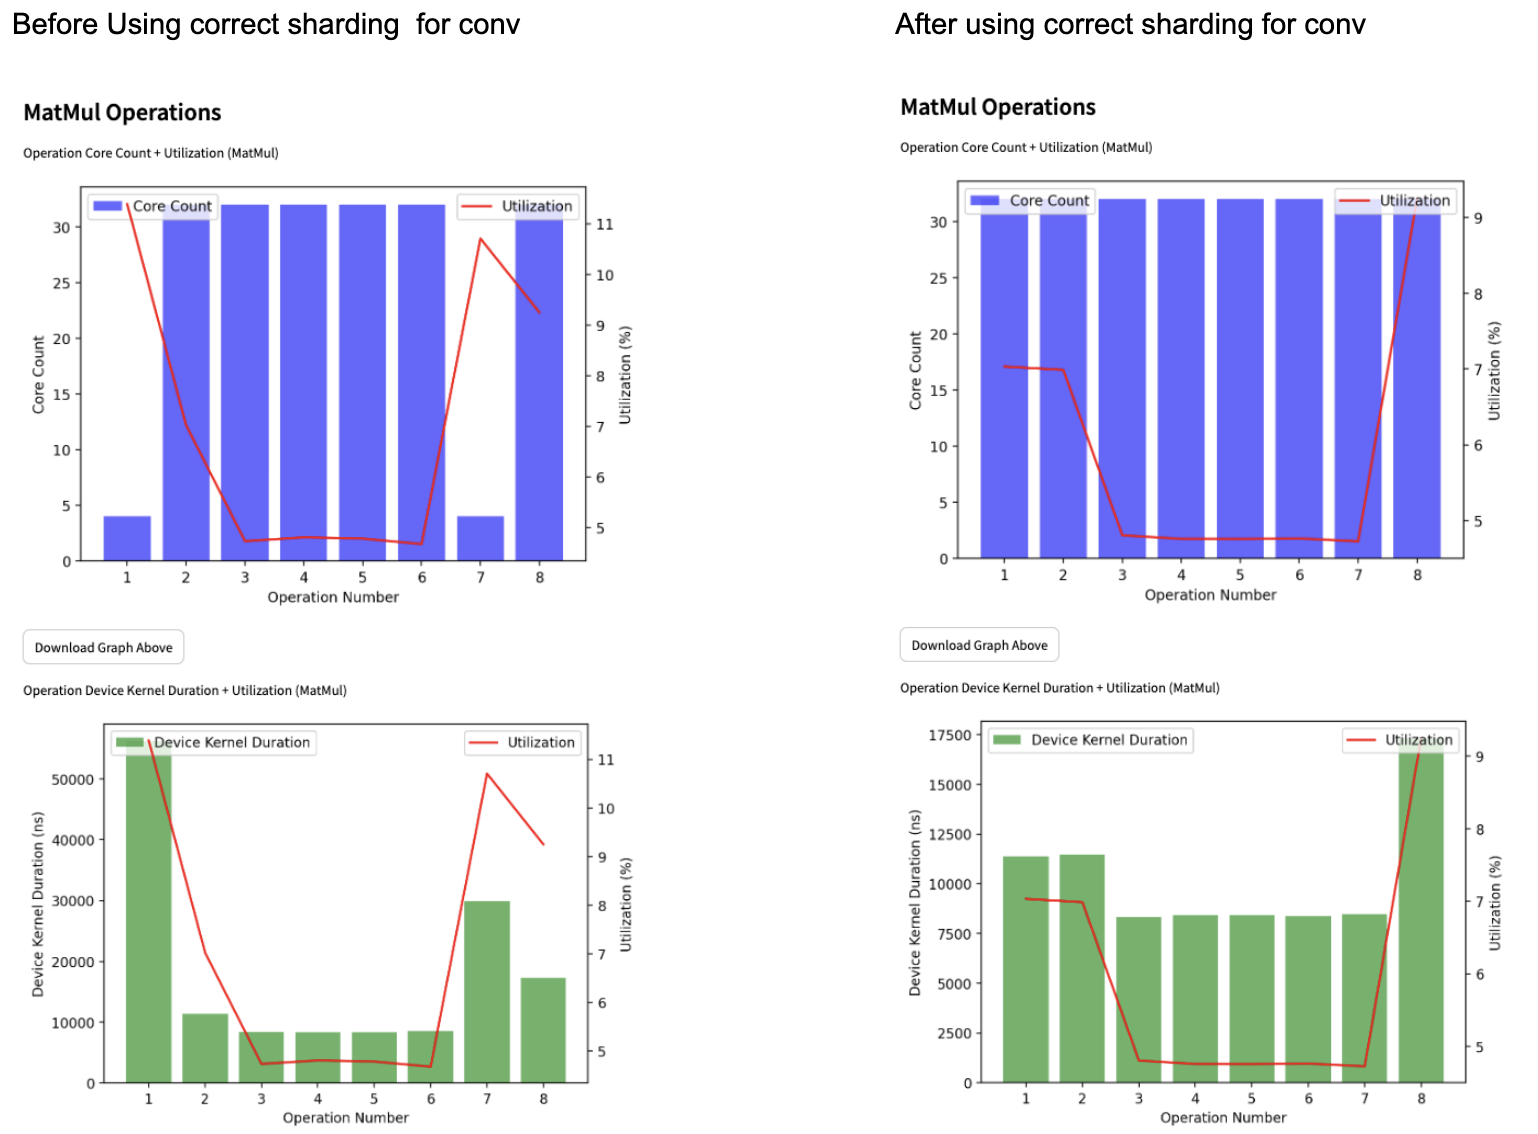 Before Using correct sharding  for conv
MatMul Operations
Operation Core Count + Utilization (MatMul)
Core Count
Utilization
30
25
20
15
10
5
0
Core Count
11
10
9
8
7
6
5
Utilization (%)
1 2 3 4 5 6 7 8
Operation Number
Download Graph Above
Operation Device Kernel Duration + Utilization (MatMul)
Device Kernel Duration
Utilization
50000
40000
30000
20000
10000
0
Device Kernel Duration (ns)
11
10
9
8
7
6
5
Utilization (%)
1 2 3 4 5 6 7 8
Operation Number
After using correct sharding for conv
MatMul Operations
Operation Core Count + Utilization (MatMul)
Core Count
Utilization
30
25
20
15
10
5
0
Core Count
9
8
7
6
5
Utilization (%)
1 2 3 4 5 6 7 8
Operation Number
Download Graph Above
Operation Device Kernel Duration + Utilization (MatMul)
Device Kernel Duration
Utilization
17500
15000
12500
10000
7500
5000
2500
0
Device Kernel Duration (ns)
9
8
7
6
5
Utilization (%)
1 2 3 4 5 6 7 8
Operation Number